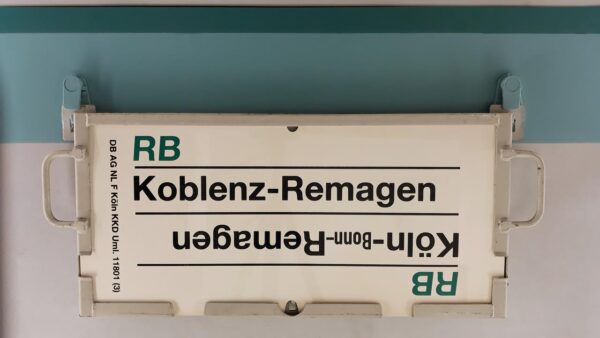 RB
Koblenz-Remagen
Köln-Bonn-Remagen
RB
DB AG NL F Köln KKD Uml. 11801 (3)